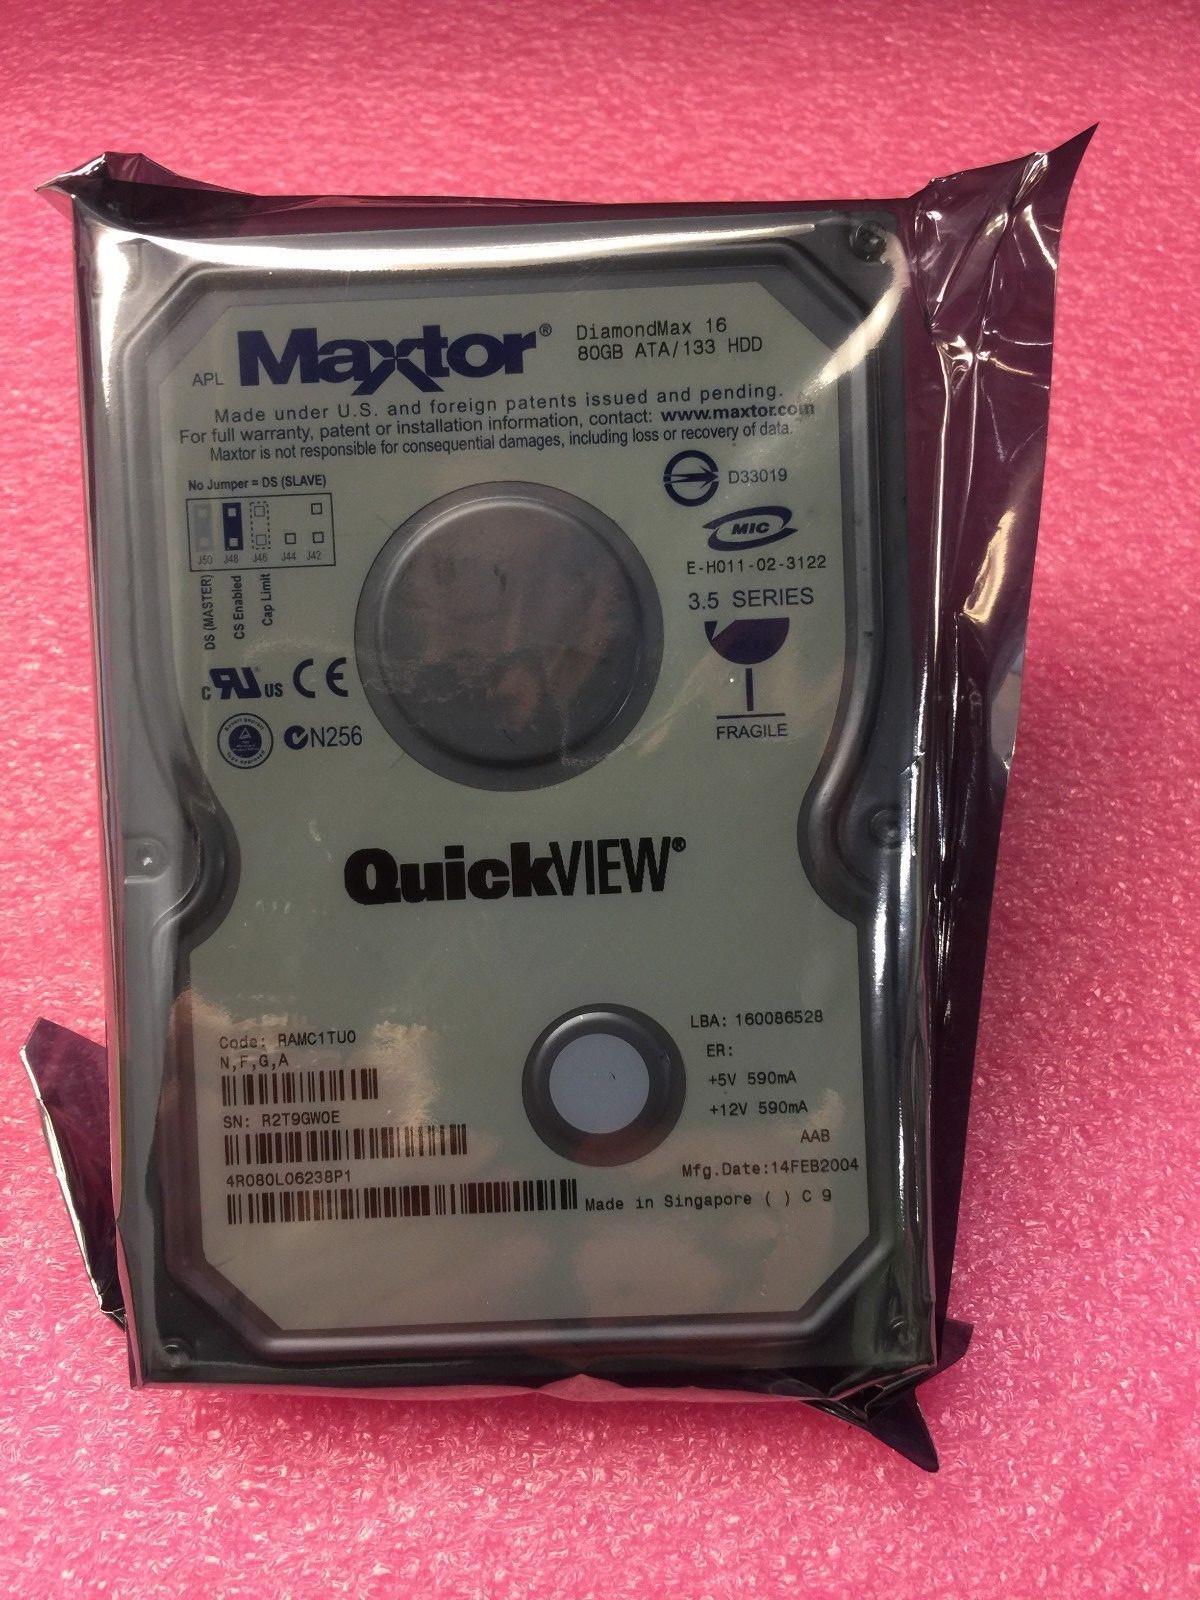 APL Maxtor® DiamondMax 16
80GB ATA/133 HDD
Made under U.S. and foreign patents issued and pending.
For full warranty, patent or installation information, contact: www.maxtor.com
Maxtor is not responsible for consequential damages, including loss or recovery of data.
No Jumper = DS (SLAVE)
J50 J48 J46 J44 J42
DS (MASTER)
CS Enabled
Cap Limit
D33019
MIC
E-H011-02-3122
3.5 SERIES
FRAGILE
C US CE
N256
QuickVIEW®
Code: RAMC1TU0
N,F,G,A
SN: R2T9GW0E
4R080L06238P1
LBA: 160086528
ER:
+5V 590mA
+12V 590mA
AAB
Mfg.Date:14FEB2004
Made in Singapore ( ) C 9